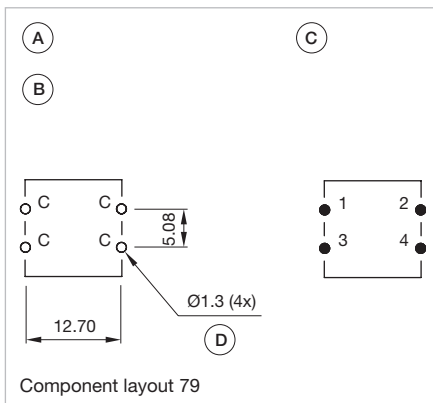 A
C
B
C C
C C
5.08
1 2
3 4
Ø1.3 (4x)
12.70
D
Component layout 79